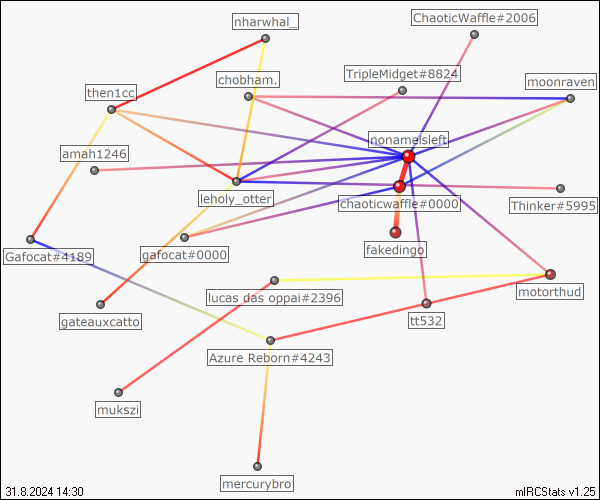 ChaoticWaffle#2006
nharwhal_
TripleMidget#8824
chobham.
moonraven
then1cc
nonameisleft
amah1246
leholy_otter
chaoticwaffle#0000
Thinker#5995
fakedingo
Gafocat#4189
gafocat#0000
lucas das oppai#2396
motorthud
gateauxcatto
tt532
Azure Reborn#4243
mukszi
mercurybro
31.8.2024 14:30
mIRCStats v1.25